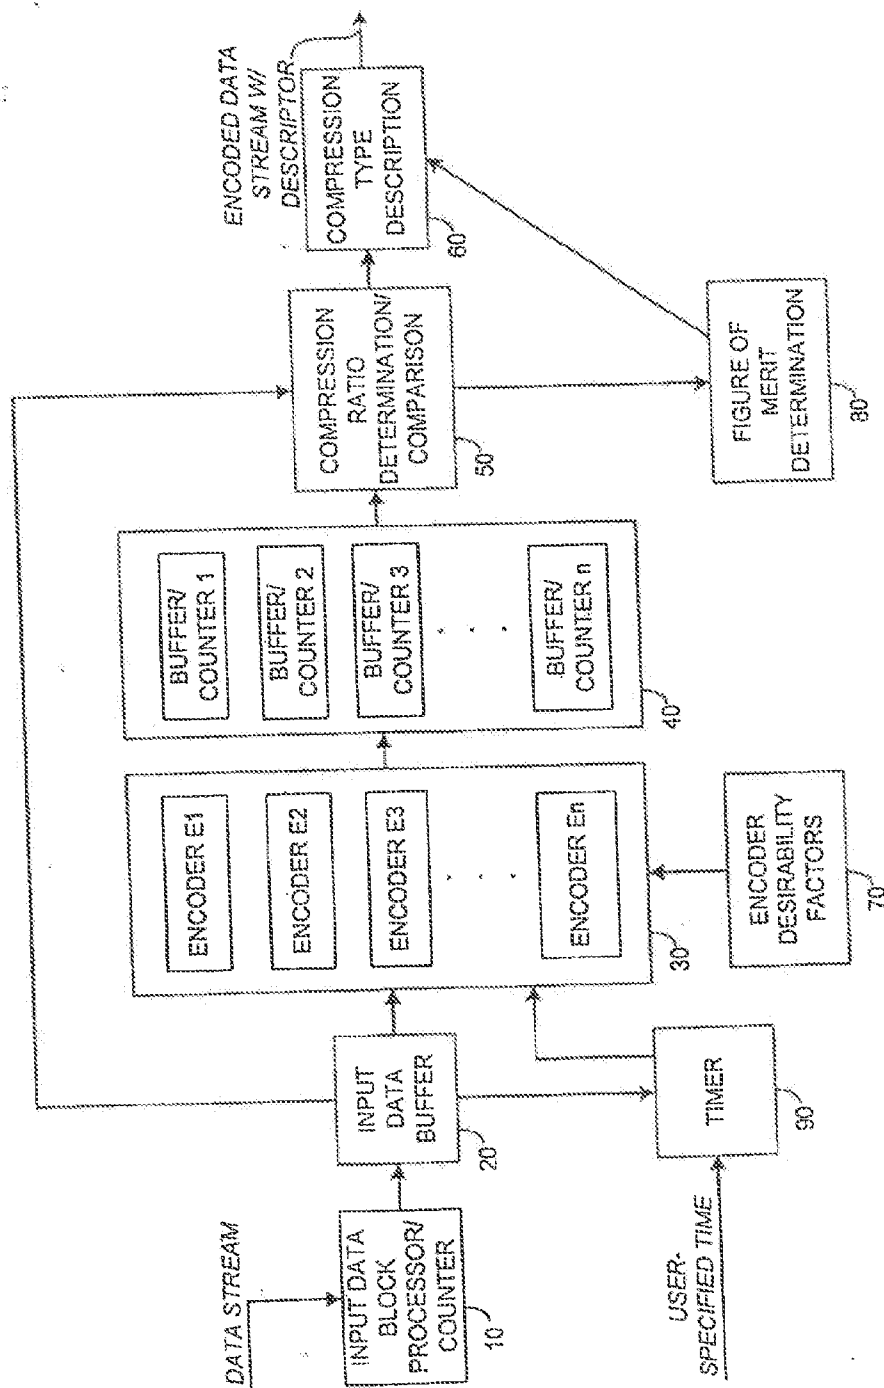 DATA STREAM
INPUT DATA
BLOCK
PROCESSOR/
COUNTER
10
INPUT
DATA
BUFFER
20
USER-
SPECIFIED TIME
TIMER
90
ENCODER E1
ENCODER E2
ENCODER E3
. . .
ENCODER En
30
ENCODER
DESIRABILITY
FACTORS
70
BUFFER/
COUNTER 1
BUFFER/
COUNTER 2
BUFFER/
COUNTER 3
. . .
BUFFER/
COUNTER n
40
COMPRESSION
RATIO
DETERMINATION/
COMPARISON
50
FIGURE OF
MERIT
DETERMINATION
80
COMPRESSION
TYPE
DESCRIPTION
60
ENCODED DATA
STREAM W/
DESCRIPTOR